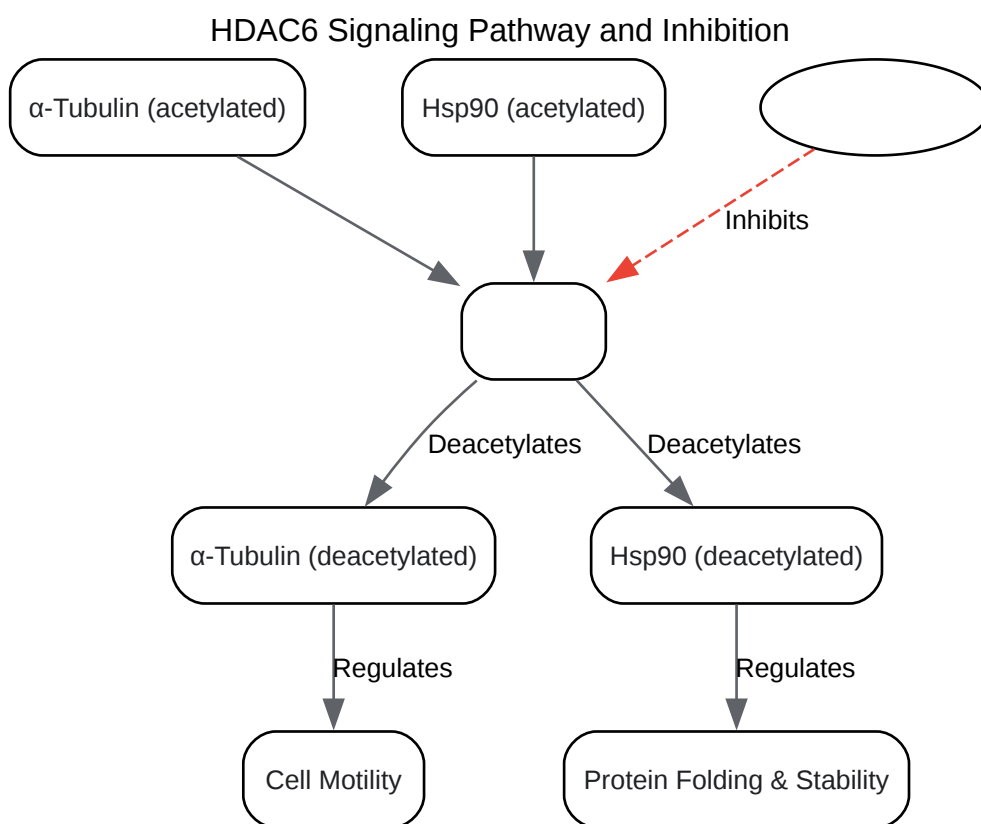 HDAC6 Signaling Pathway and Inhibition
α-Tubulin (acetylated)
Hsp90 (acetylated)
Inhibits
Deacetylates
Deacetylates
α-Tubulin (deacetylated)
Hsp90 (deacetylated)
Regulates
Regulates
Cell Motility
Protein Folding & Stability